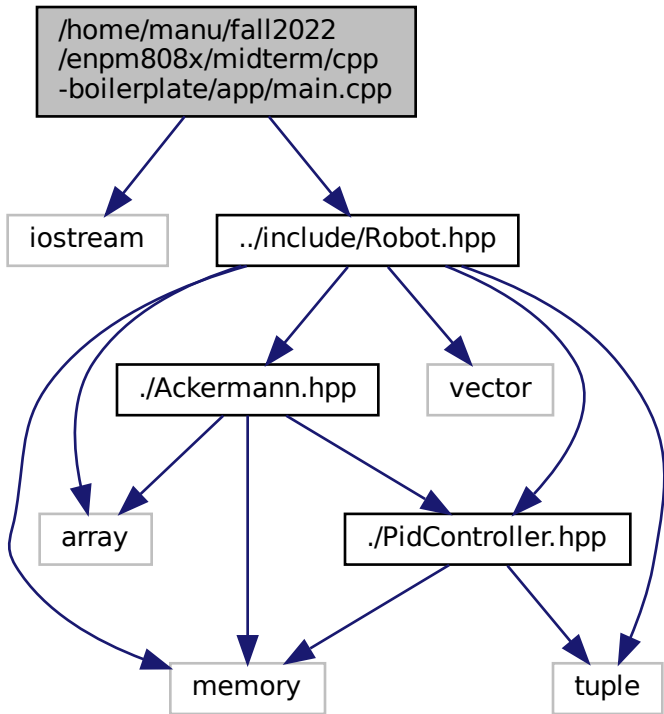 /home/manu/fall2022
/enpm808x/midterm/cpp
-boilerplate/app/main.cpp
iostream
../include/Robot.hpp
./Ackermann.hpp
vector
array
./PidController.hpp
memory
tuple